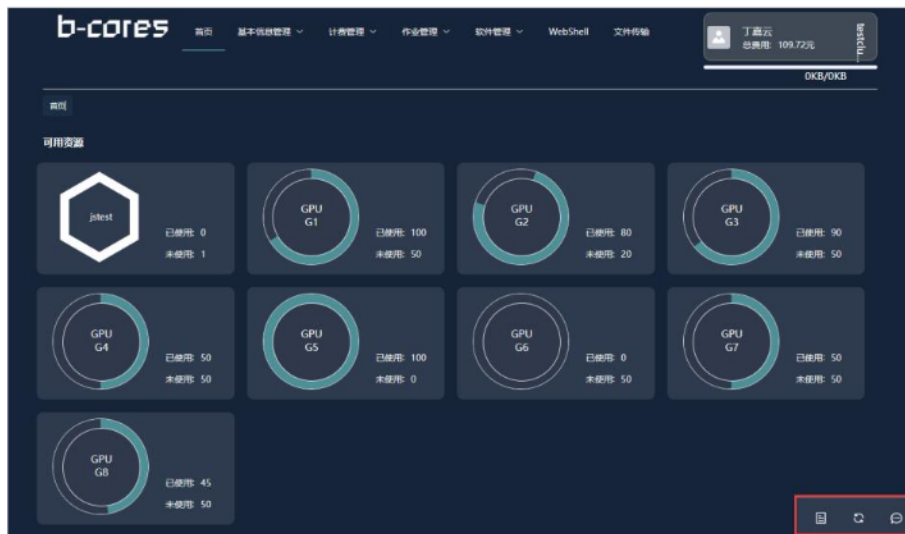 b-cores 首页 基本信息管理 计费管理 作业管理 软件管理 WebShell 文件传输
丁嘉云
总费用: 109.72元
testclu...
0KB/0KB
首页
可用资源
jstest
已使用: 0
未使用: 1
GPU
G1
已使用: 100
未使用: 50
GPU
G2
已使用: 80
未使用: 20
GPU
G3
已使用: 90
未使用: 50
GPU
G4
已使用: 50
未使用: 50
GPU
G5
已使用: 100
未使用: 0
GPU
G6
已使用: 0
未使用: 50
GPU
G7
已使用: 50
未使用: 50
GPU
G8
已使用: 45
未使用: 50